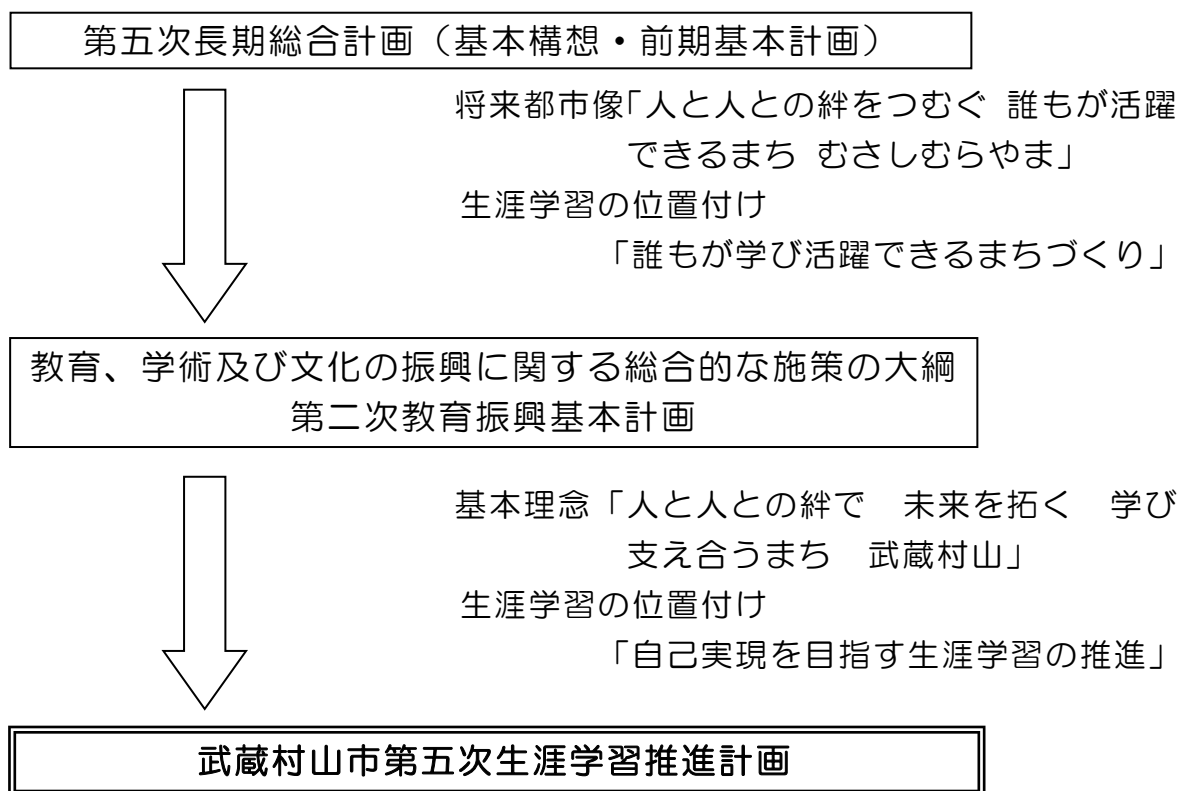 第五次長期総合計画（基本構想・前期基本計画）
将来都市像「人と人との絆をつむぐ 誰もが活躍
できるまち むさしむらやま」
生涯学習の位置付け
「誰もが学び活躍できるまちづくり」
教育、学術及び文化の振興に関する総合的な施策の大綱
第二次教育振興基本計画
基本理念「人と人との絆で　未来を拓く　学び
支え合うまち　武蔵村山」
生涯学習の位置付け
「自己実現を目指す生涯学習の推進」
武蔵村山市第五次生涯学習推進計画